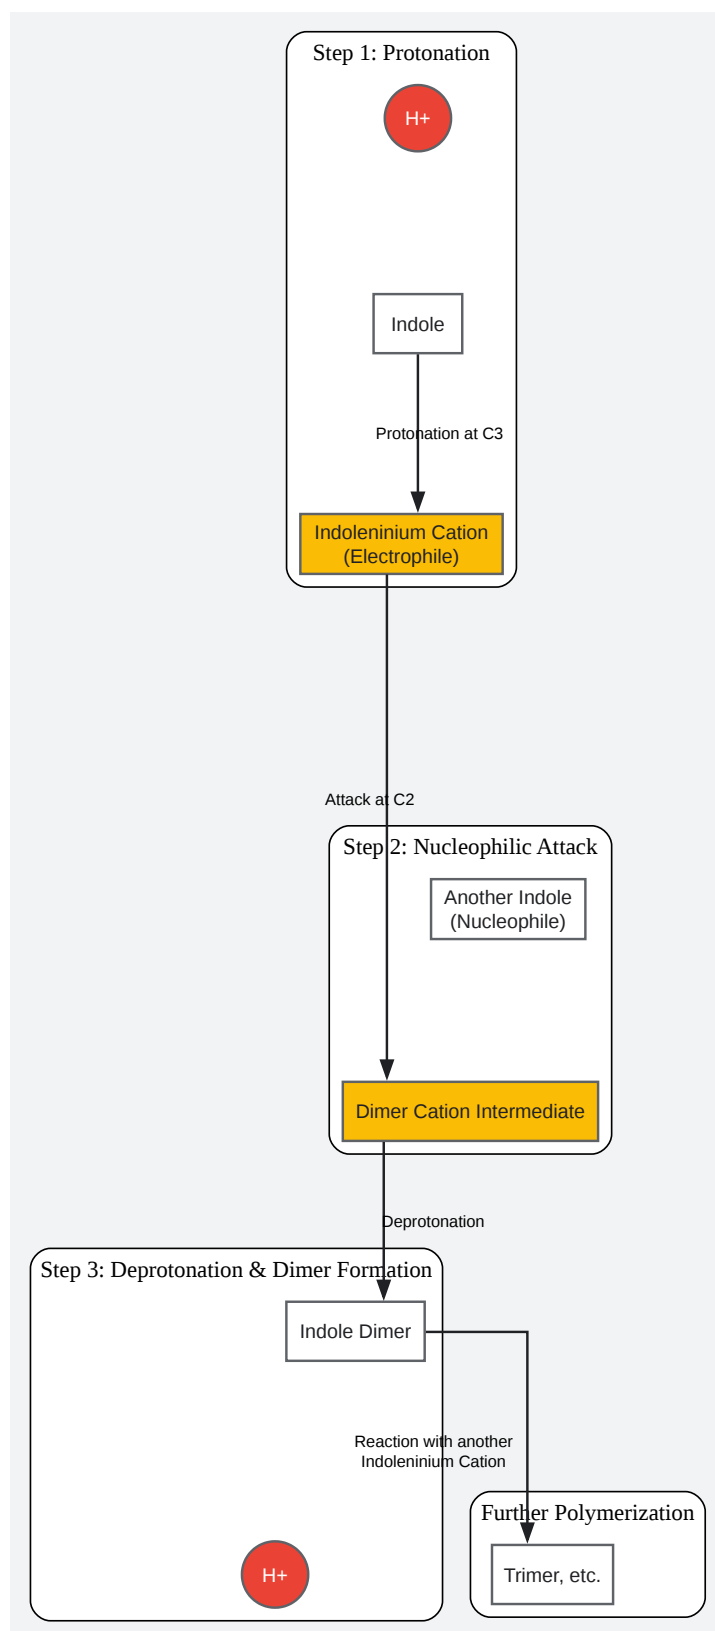 Step 1: Protonation
H+
Indole
Protonation at C3
Indoleninium Cation
(Electrophile)
Attack at C2
Step 2: Nucleophilic Attack
Another Indole
(Nucleophile)
Dimer Cation Intermediate
Deprotonation
Step 3: Deprotonation & Dimer Formation
Indole Dimer
Reaction with another
Indoleninium Cation
Further Polymerization
Trimer, etc.
H+